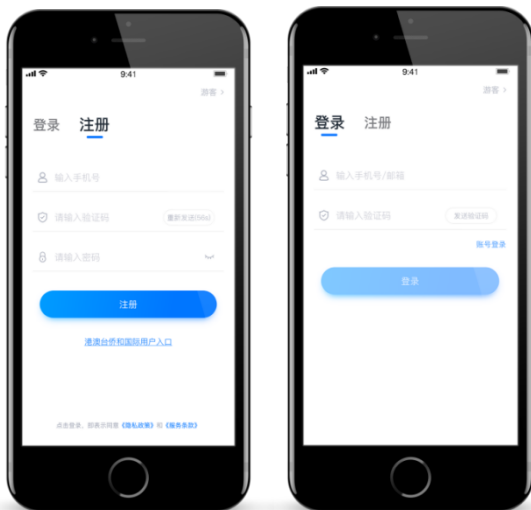 9:41
游客 >
登录 注册
输入手机号
请输入验证码 重新发送(56s)
请输入密码
注册
港澳台侨和国际用户入口
点击登录，即表示同意《隐私政策》和《服务条款》
9:41
游客 >
登录 注册
输入手机号/邮箱
请输入验证码 发送验证码
账号登录
登录